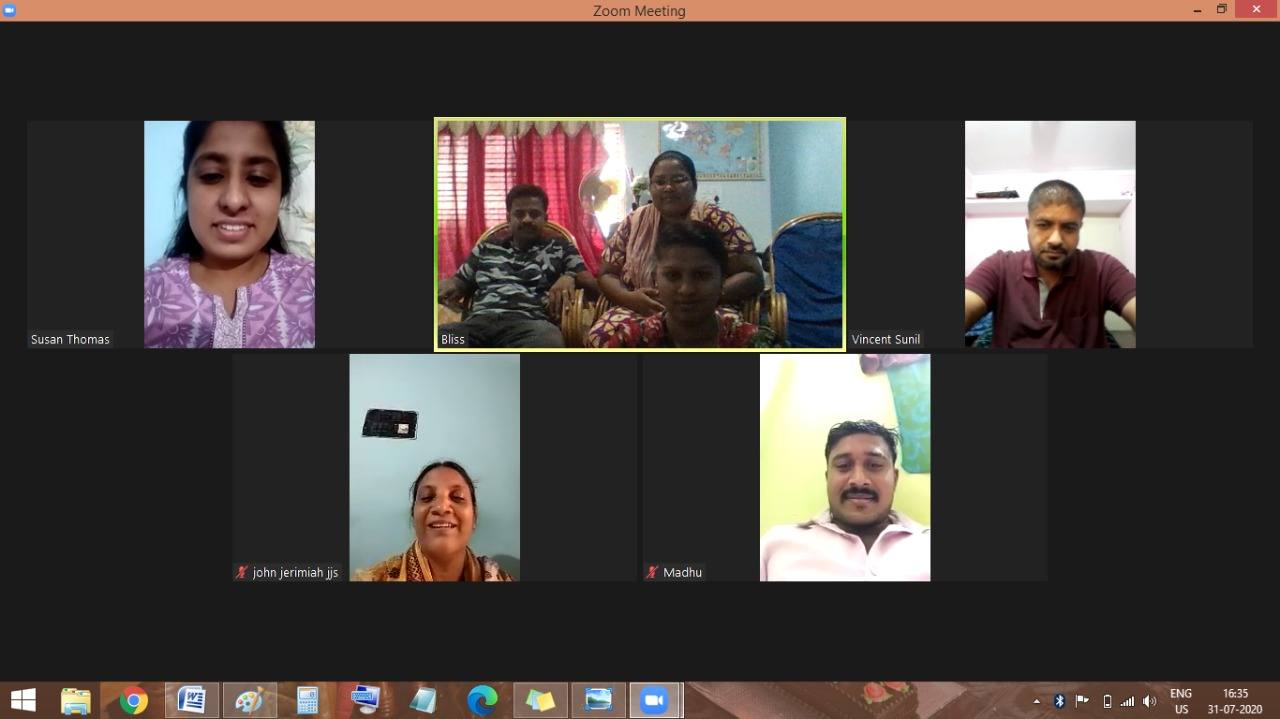 Zoom Meeting
Susan Thomas
Bliss
Vincent Sunil
john jerimiah jjs
Madhu
ENG
US
16:35
31-07-2020